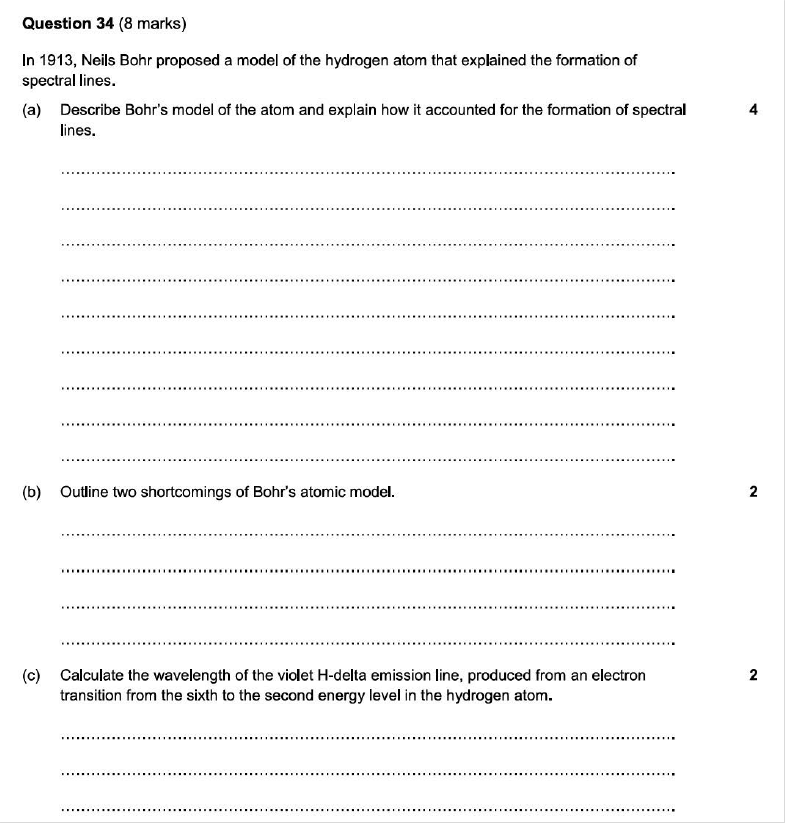 Question 34 (8 marks)
In 1913, Neils Bohr proposed a model of the hydrogen atom that explained the formation of
spectral lines.
(a) Describe Bohr's model of the atom and explain how it accounted for the formation of spectral 4
lines.
(b) Outline two shortcomings of Bohr's atomic model. 2
(c) Calculate the wavelength of the violet H-delta emission line, produced from an electron 2
transition from the sixth to the second energy level in the hydrogen atom.